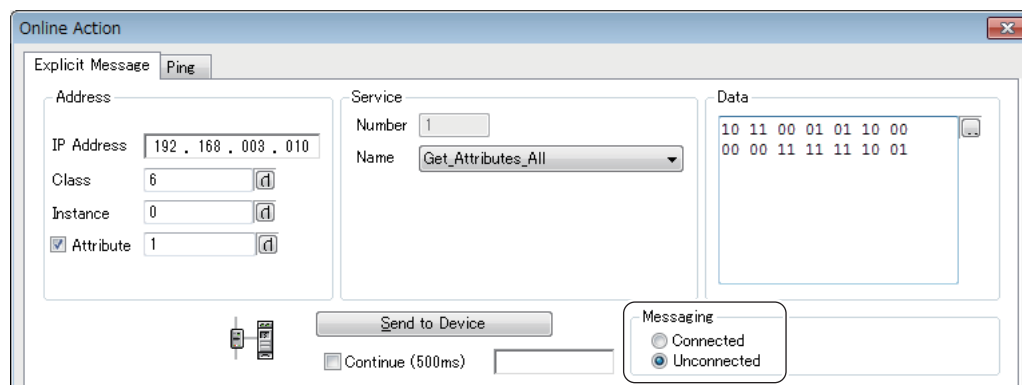 Online Action
Explicit Message
Ping
Address
IP Address 192 . 168 . 003 . 010
Class 6 d
Instance 0 d
Attribute 1 d
Service
Number 1
Name Get_Attributes_All
Data
10 11 00 01 01 10 00
00 00 11 11 11 10 01
..
Send to Device
Continue (500ms)
Messaging
Connected
Unconnected